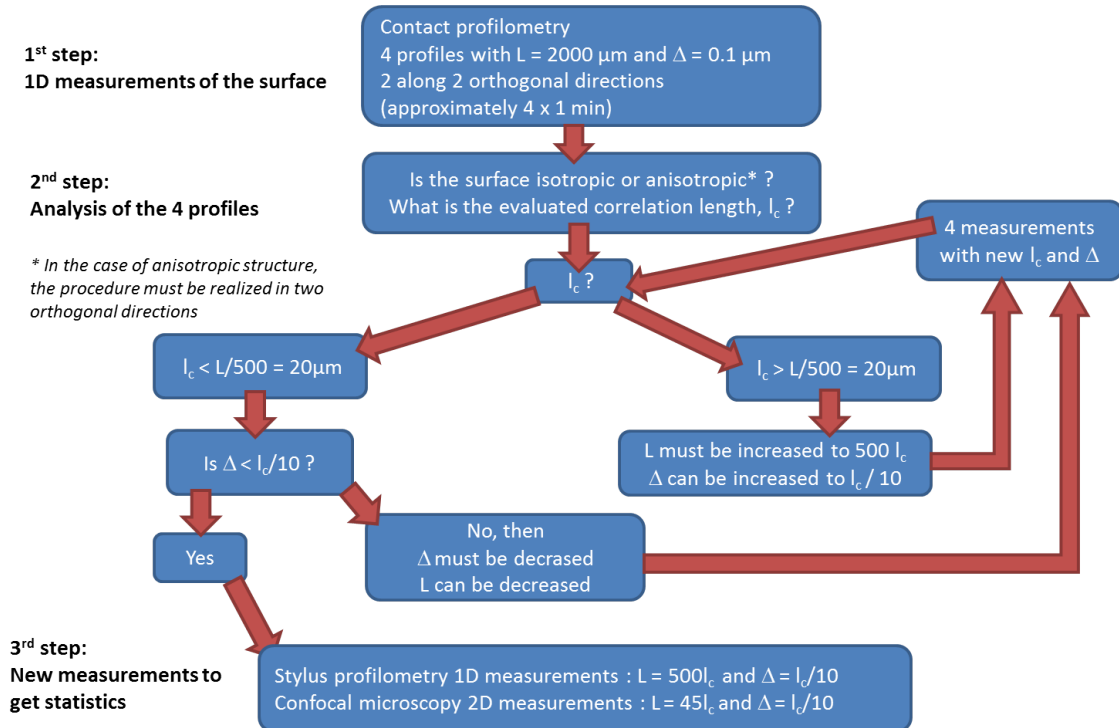 1st step:
1D measurements of the surface
Contact profilometry
4 profiles with L = 2000 µm and Δ = 0.1 µm
2 along 2 orthogonal directions
(approximately 4 x 1 min)
2nd step:
Analysis of the 4 profiles
* In the case of anisotropic structure,
the procedure must be realized in two
orthogonal directions
Is the surface isotropic or anisotropic* ?
What is the evaluated correlation length, lc ?
4 measurements
with new lc and Δ
lc ?
lc < L/500 = 20µm
lc > L/500 = 20µm
Is Δ < lc/10 ?
L must be increased to 500 lc
Δ can be increased to lc / 10
Yes
No, then
Δ must be decrased
L can be decreased
3rd step:
New measurements to
get statistics
Stylus profilometry 1D measurements : L = 500lc and Δ = lc/10
Confocal microscopy 2D measurements : L = 45lc and Δ = lc/10